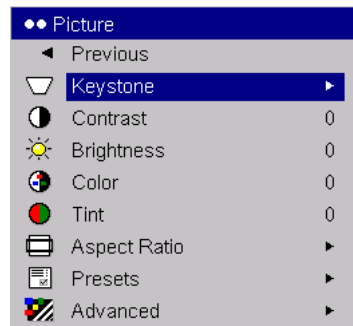 Picture
Previous
Keystone
Contrast 0
Brightness 0
Color 0
Tint 0
Aspect Ratio
Presets
Advanced